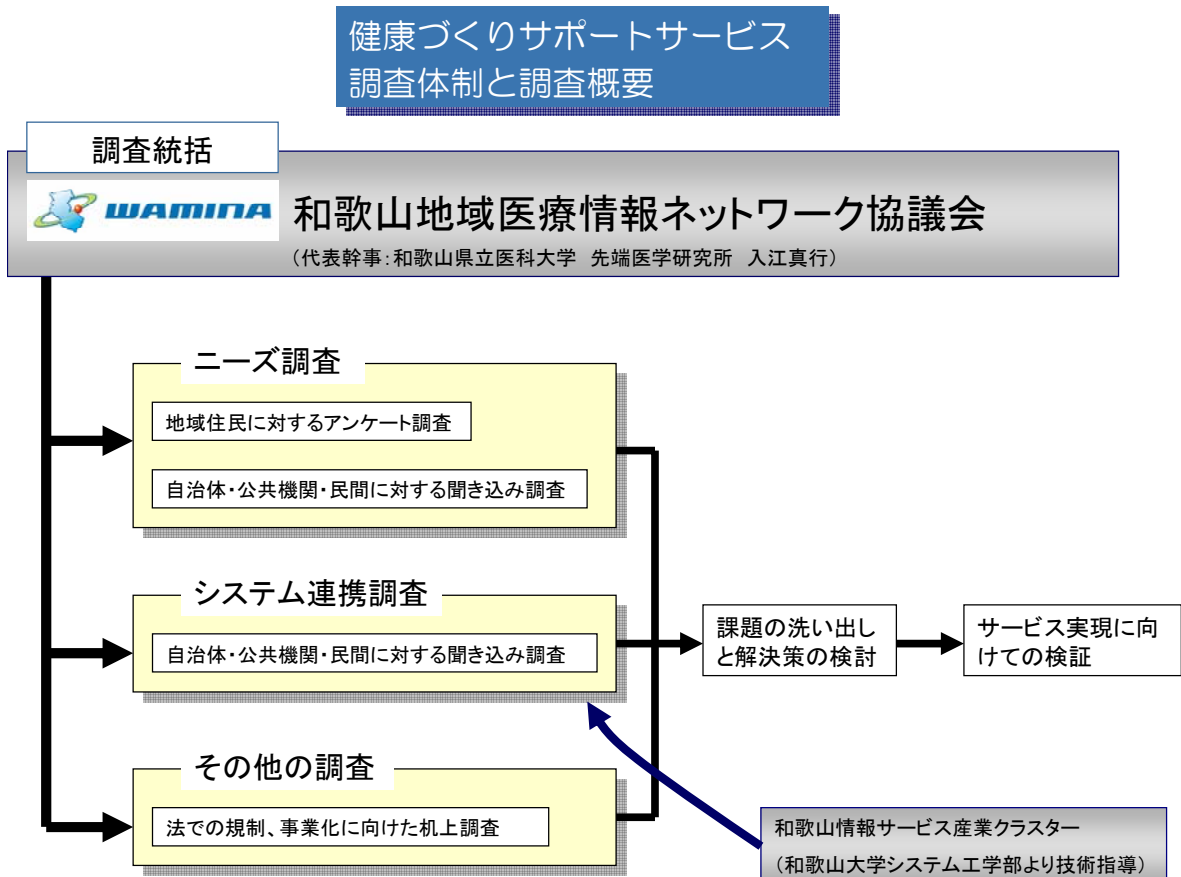 健康づくりサポートサービス
調査体制と調査概要
調査統括
WAMINA
和歌山地域医療情報ネットワーク協議会
（代表幹事：和歌山県立医科大学　先端医学研究所　入江真行）
ニーズ調査
地域住民に対するアンケート調査
自治体・公共機関・民間に対する聞き込み調査
システム連携調査
自治体・公共機関・民間に対する聞き込み調査
課題の洗い出し
と解決策の検討
サービス実現に向
けての検証
その他の調査
法での規制、事業化に向けた机上調査
和歌山情報サービス産業クラスター
（和歌山大学システム工学部より技術指導）